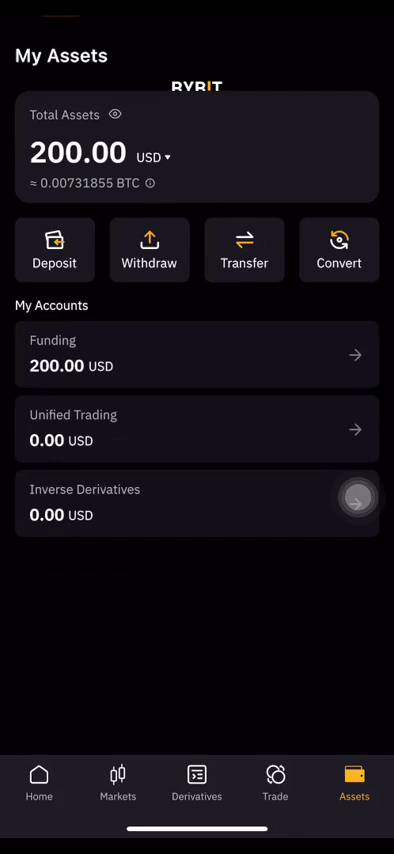 My Assets
BYBIT
Total Assets
200.00 USD
≈ 0.00731855 BTC
Deposit
Withdraw
Transfer
Convert
My Accounts
Funding
200.00 USD
Unified Trading
0.00 USD
Inverse Derivatives
0.00 USD
Home
Markets
Derivatives
Trade
Assets